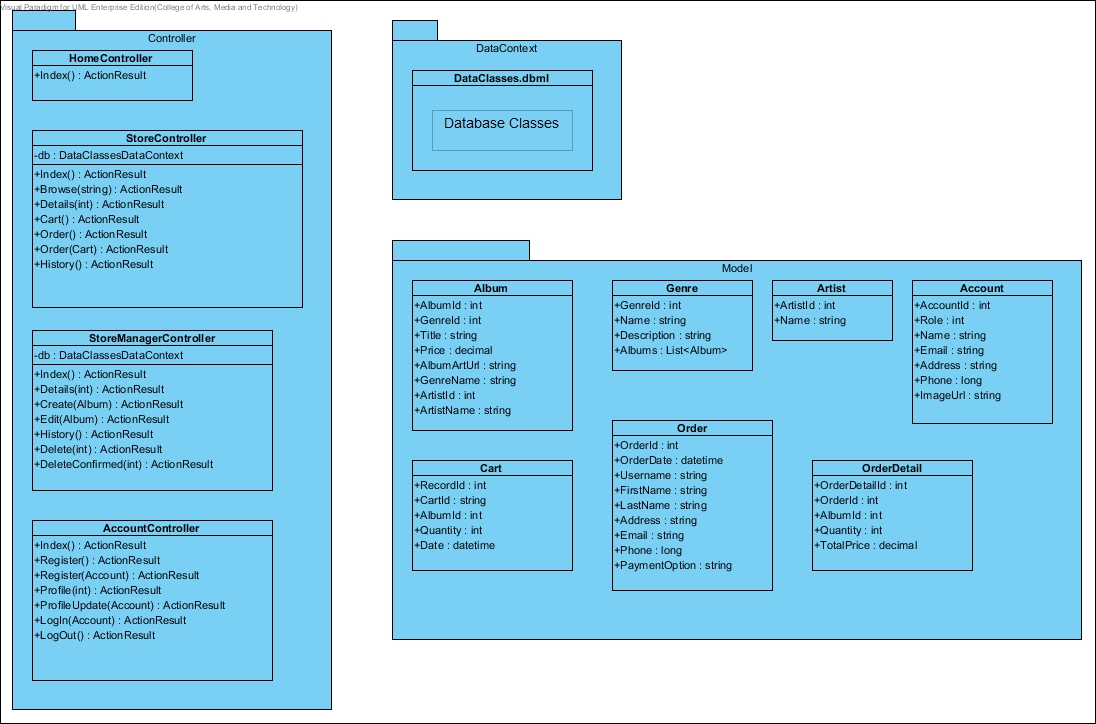 Visual Paradigm for UML Enterprise Edition(College of Arts, Media and Technology)
Controller
HomeController
+Index() : ActionResult
StoreController
-db : DataClassesDataContext
+Index() : ActionResult
+Browse(string) : ActionResult
+Details(int) : ActionResult
+Cart() : ActionResult
+Order() : ActionResult
+Order(Cart) : ActionResult
+History() : ActionResult
StoreManagerController
-db : DataClassesDataContext
+Index() : ActionResult
+Details(int) : ActionResult
+Create(Album) : ActionResult
+Edit(Album) : ActionResult
+History() : ActionResult
+Delete(int) : ActionResult
+DeleteConfirmed(int) : ActionResult
AccountController
+Index() : ActionResult
+Register() : ActionResult
+Register(Account) : ActionResult
+Profile(int) : ActionResult
+ProfileUpdate(Account) : ActionResult
+LogIn(Account) : ActionResult
+LogOut() : ActionResult
DataContext
DataClasses.dbml
Database Classes
Model
Album
+AlbumId : int
+GenreId : int
+Title : string
+Price : decimal
+AlbumArtUrl : string
+GenreName : string
+ArtistId : int
+ArtistName : string
Genre
+GenreId : int
+Name : string
+Description : string
+Albums : List<Album>
Artist
+ArtistId : int
+Name : string
Account
+AccountId : int
+Role : int
+Name : string
+Email : string
+Address : string
+Phone : long
+ImageUrl : string
Cart
+RecordId : int
+CartId : string
+AlbumId : int
+Quantity : int
+Date : datetime
Order
+OrderId : int
+OrderDate : datetime
+Username : string
+FirstName : string
+LastName : string
+Address : string
+Email : string
+Phone : long
+PaymentOption : string
OrderDetail
+OrderDetailId : int
+OrderId : int
+AlbumId : int
+Quantity : int
+TotalPrice : decimal